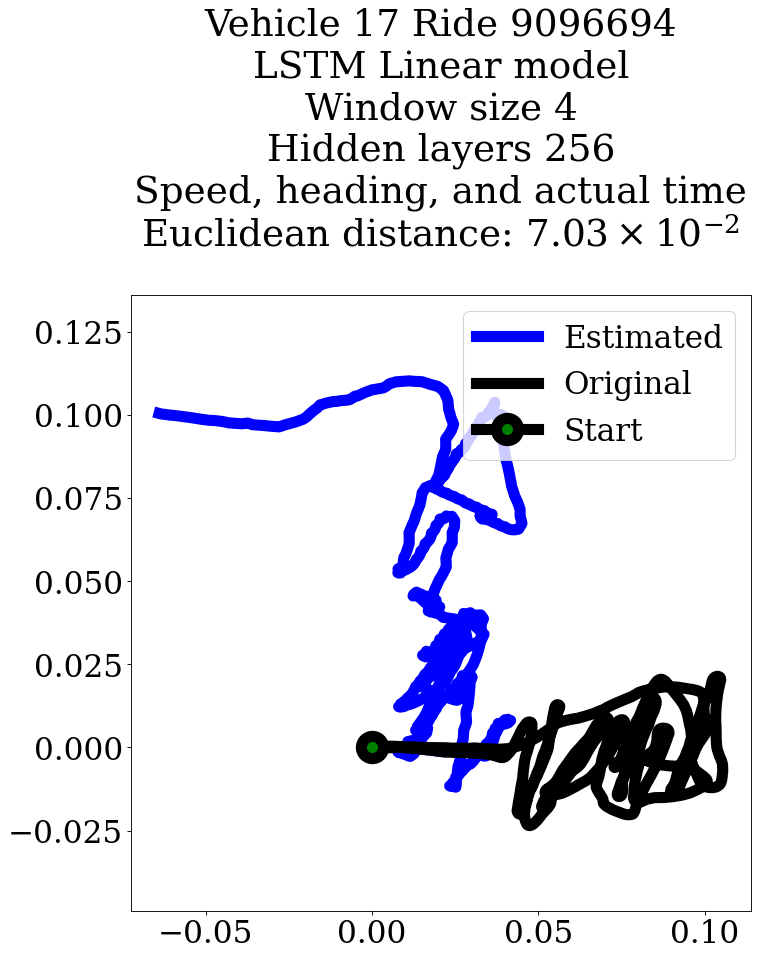 Vehicle 17 Ride 9096694
LSTM Linear model
Window size 4
Hidden layers 256
Speed, heading, and actual time
Euclidean distance: 7.03 × 10⁻²
Estimated
Original
Start
0.125
0.100
0.075
0.050
0.025
0.000
−0.025
−0.05
0.00
0.05
0.10